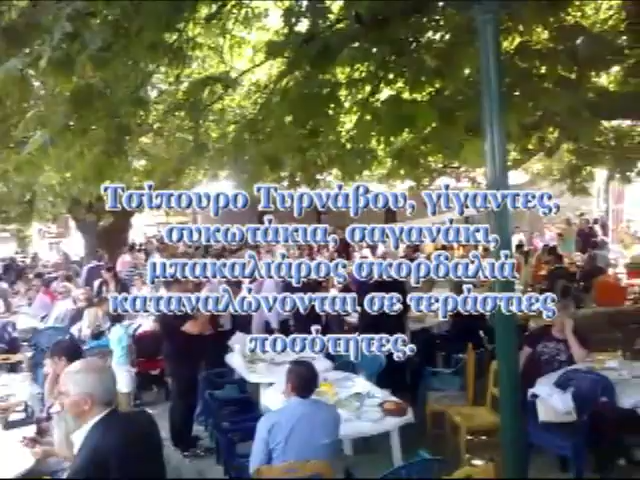 Τσίπουρο Τυρνάβου, γίγαντες,
συκωτάκια, σαγανάκι,
μπακαλιάρος σκορδαλιά
καταναλώνονται σε τεράστιες
ποσότητες.